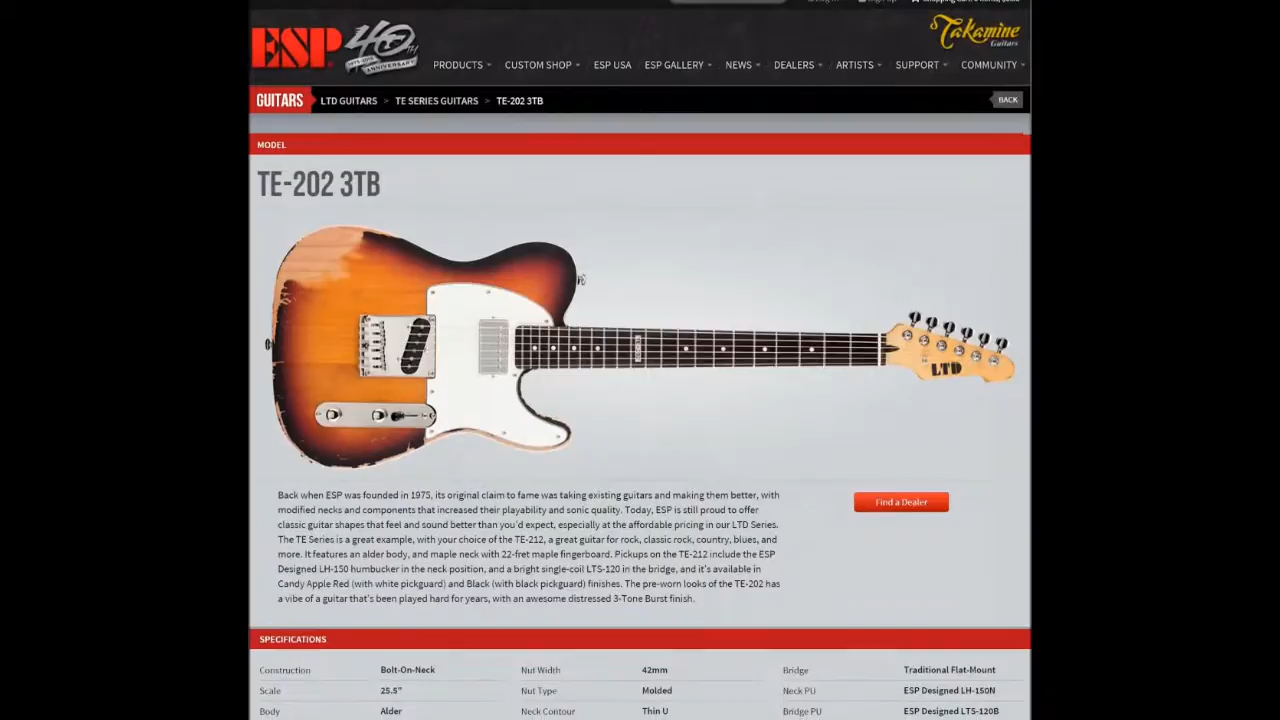 ESP 40TH ANNIVERSARY
Takamine
Guitars
PRODUCTS CUSTOM SHOP ESP USA ESP GALLERY NEWS DEALERS ARTISTS SUPPORT COMMUNITY
GUITARS LTD GUITARS > TE SERIES GUITARS > TE-202 3TB BACK
MODEL
TE-202 3TB
LTD
Back when ESP was founded in 1975, its original claim to fame was taking existing guitars and making them better, with
modified necks and components that increased their playability and sonic quality. Today, ESP is still proud to offer
classic guitar shapes that feel and sound better than you'd expect, especially at the affordable pricing in our LTD Series.
The TE Series is a great example, with your choice of the TE-212, a great guitar for rock, classic rock, country, blues, and
more. It features an alder body, and maple neck with 22-fret maple fingerboard. Pickups on the TE-212 include the ESP
Designed LH-150 humbucker in the neck position, and a bright single-coil LTS-120 in the bridge, and it's available in
Candy Apple Red (with white pickguard) and Black (with black pickguard) finishes. The pre-worn looks of the TE-202 has
a vibe of a guitar that's been played hard for years, with an awesome distressed 3-Tone Burst finish.
Find a Dealer
SPECIFICATIONS
Construction Bolt-On-Neck Nut Width 42mm Bridge Traditional Flat-Mount
Scale 25.5" Nut Type Molded Neck PU ESP Designed LH-150N
Body Alder Neck Contour Thin U Bridge PU ESP Designed LTS-120B